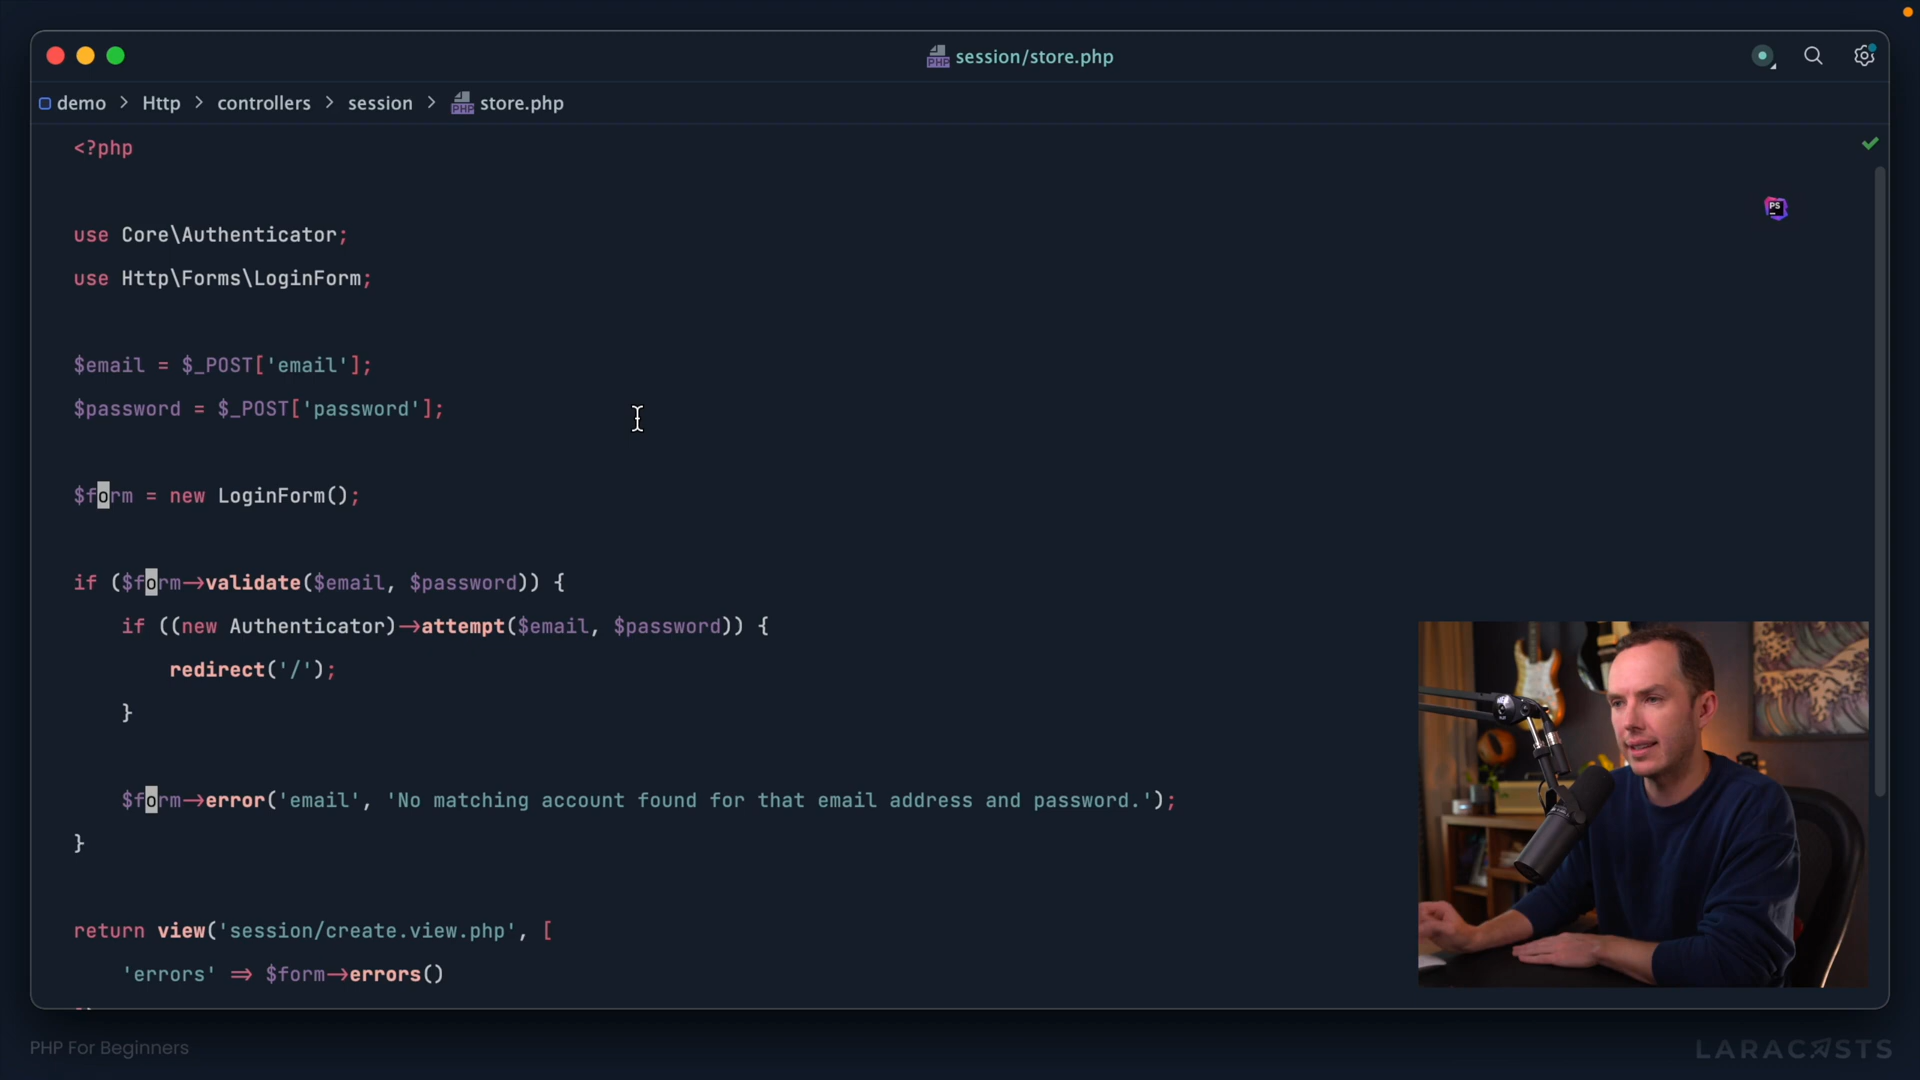 session/store.php
demo > Http > controllers > session > store.php
<?php
use Core\Authenticator;
use Http\Forms\LoginForm;
$email = $_POST['email'];
$password = $_POST['password'];
$form = new LoginForm();
if ($form->validate($email, $password)) {
if ((new Authenticator)->attempt($email, $password)) {
redirect('/');
}
$form->error('email', 'No matching account found for that email address and password.');
}
return view('session/create.view.php', [
'errors' => $form->errors()
PHP For Beginners
LARACASTS